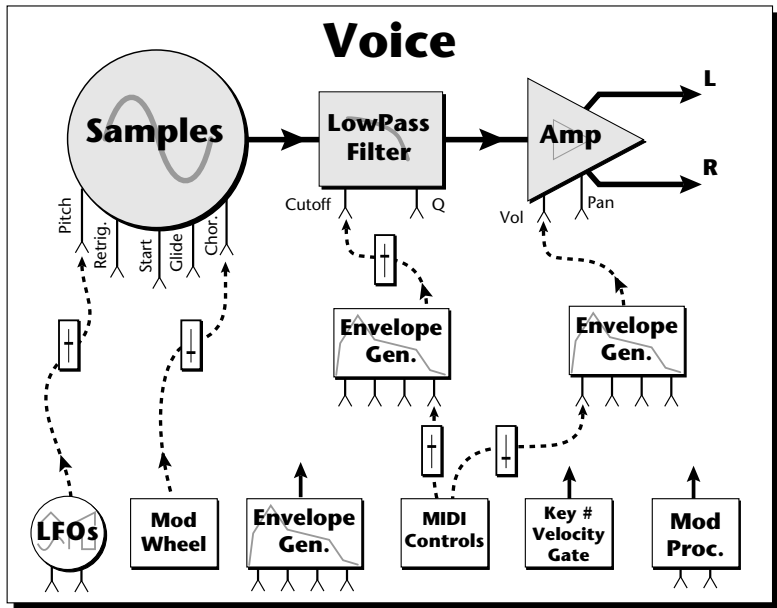 Voice
Samples
LowPass
Filter
Amp
L
R
Pitch
Retrig.
Start
Glide
Chor.
Cutoff
Q
Vol
Pan
Envelope
Gen.
Envelope
Gen.
LFOs
Mod
Wheel
Envelope
Gen.
MIDI
Controls
Key #
Velocity
Gate
Mod
Proc.